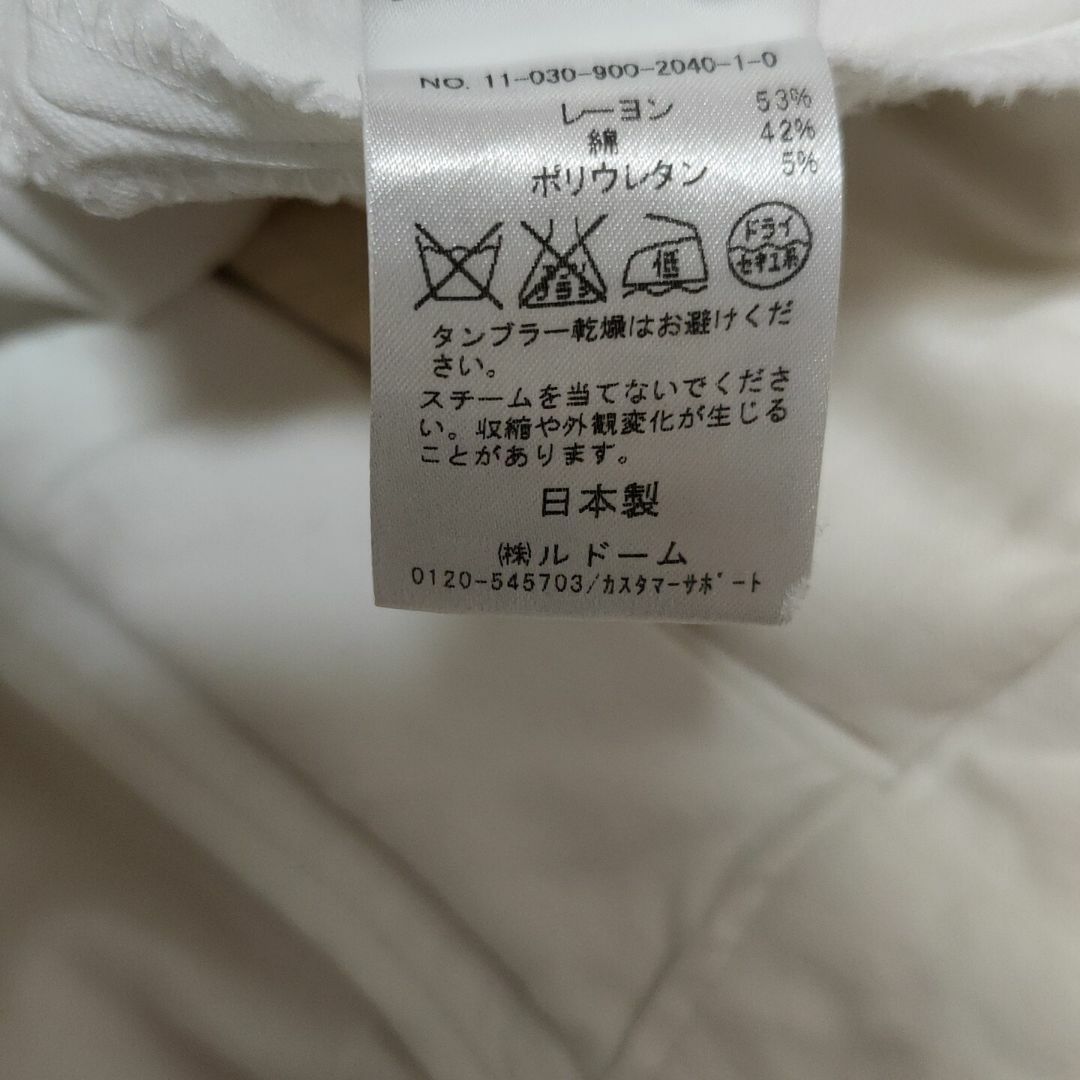 NO. 11-030-900-2040-1-0
レーヨン 53%
綿 42%
ポリウレタン 5%
低
ドライ
セキユ系
タンブラー乾燥はお避けくだ
さい。
スチームを当てないでくださ
い。収縮や外観変化が生じる
ことがあります。
日本製
㈱ルドーム
0120-545703/カスタマーサポート